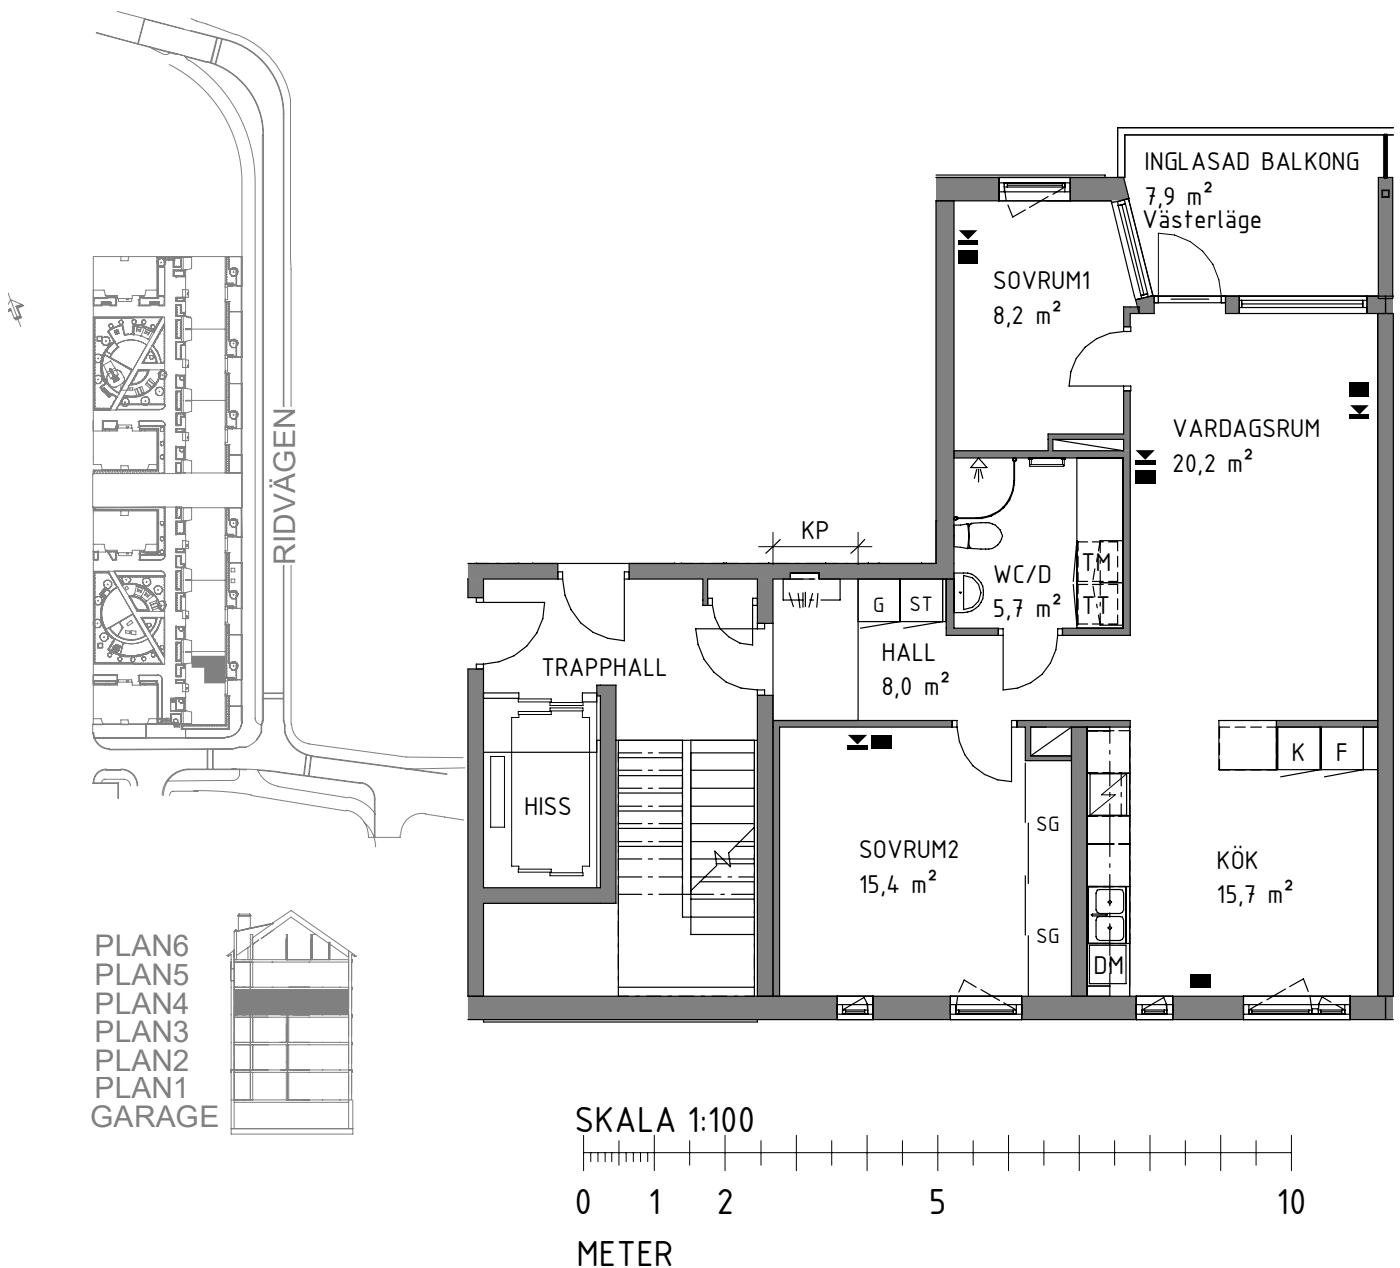 INGLASAD BALKONG
7,9 m²
Västerläge
SOVRUM1
8,2 m²
VARDAGSRUM
20,2 m²
RIDVÄGEN
KP
WC/D
5,7 m²
TM
TT
G
ST
TRAPPHALL
HALL
8,0 m²
K
F
HISS
SG
SOVRUM2
15,4 m²
KÖK
15,7 m²
SG
DM
PLAN6
PLAN5
PLAN4
PLAN3
PLAN2
PLAN1
GARAGE
SKALA 1:100
0 1 2 5 10
METER